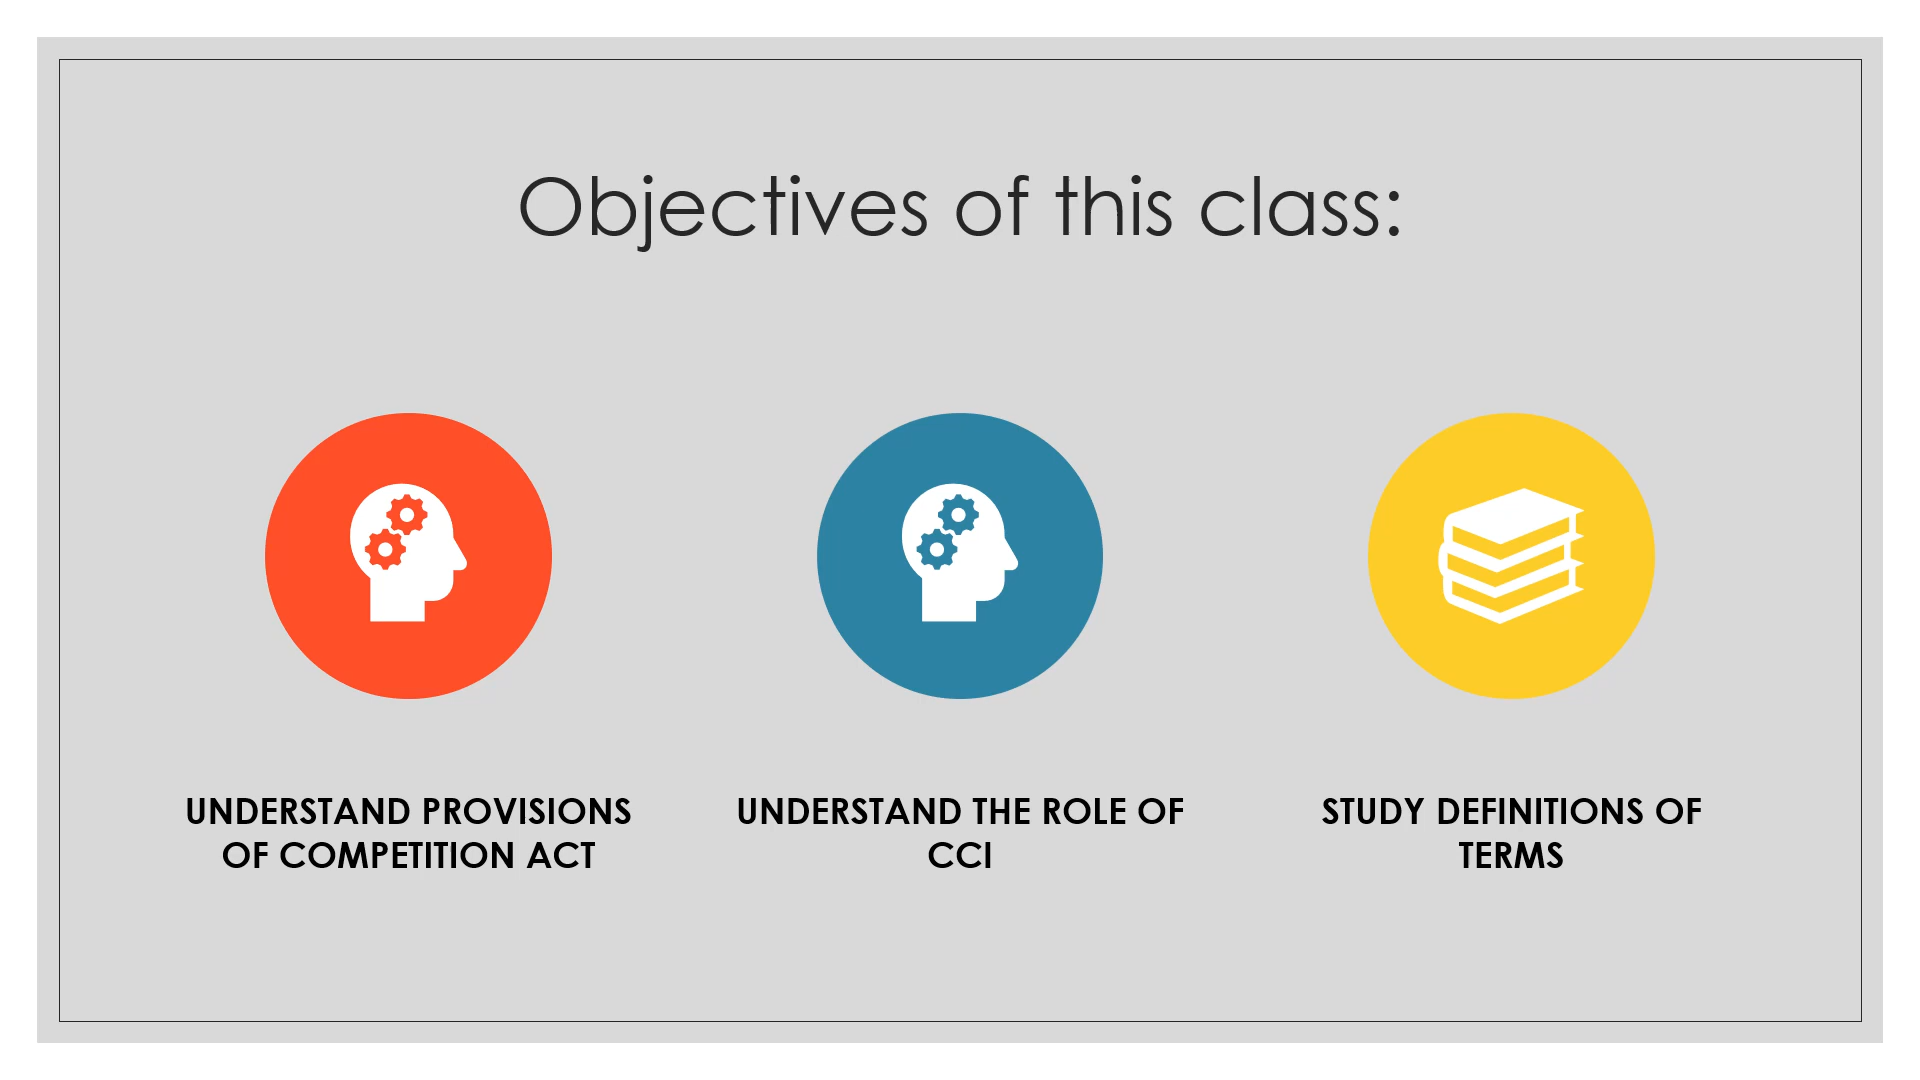 Objectives of this class:
UNDERSTAND PROVISIONS
OF COMPETITION ACT
UNDERSTAND THE ROLE OF
CCI
STUDY DEFINITIONS OF
TERMS